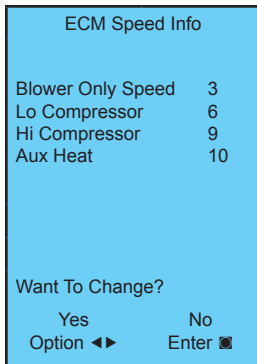 ECM Speed Info
Blower Only Speed 3
Lo Compressor 6
Hi Compressor 9
Aux Heat 10
Want To Change?
Yes No
Option ◀▶ Enter ◙